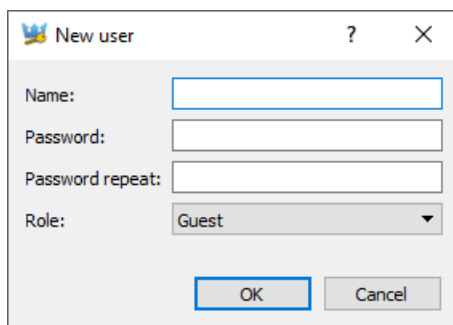 New user ?
Name:
Password:
Password repeat:
Role: Guest
OK Cancel